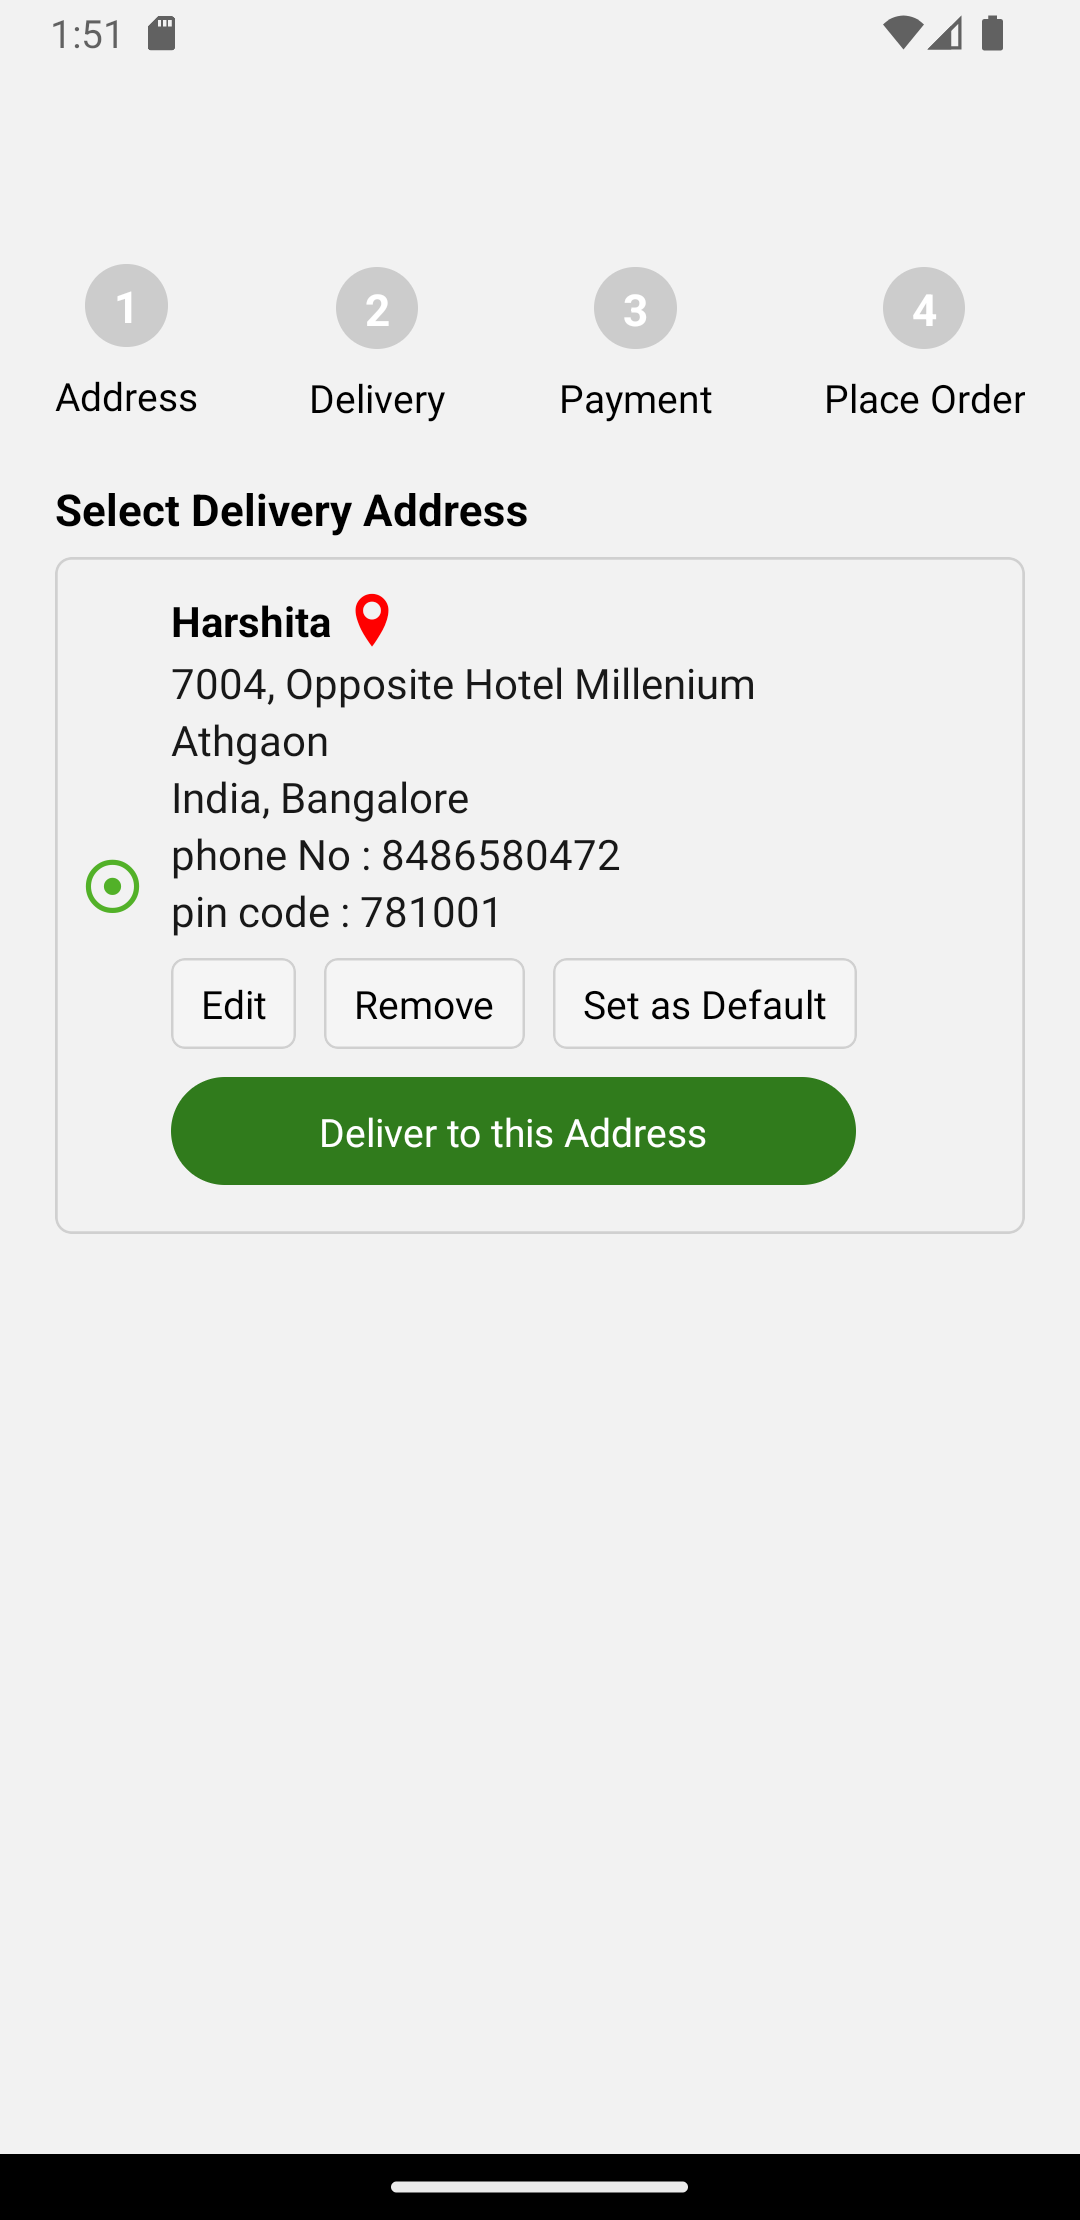 1:51
1 2 3 4
Address Delivery Payment Place Order
Select Delivery Address
Harshita
7004, Opposite Hotel Millenium
Athgaon
India, Bangalore
phone No : 8486580472
pin code : 781001
Edit Remove Set as Default
Deliver to this Address